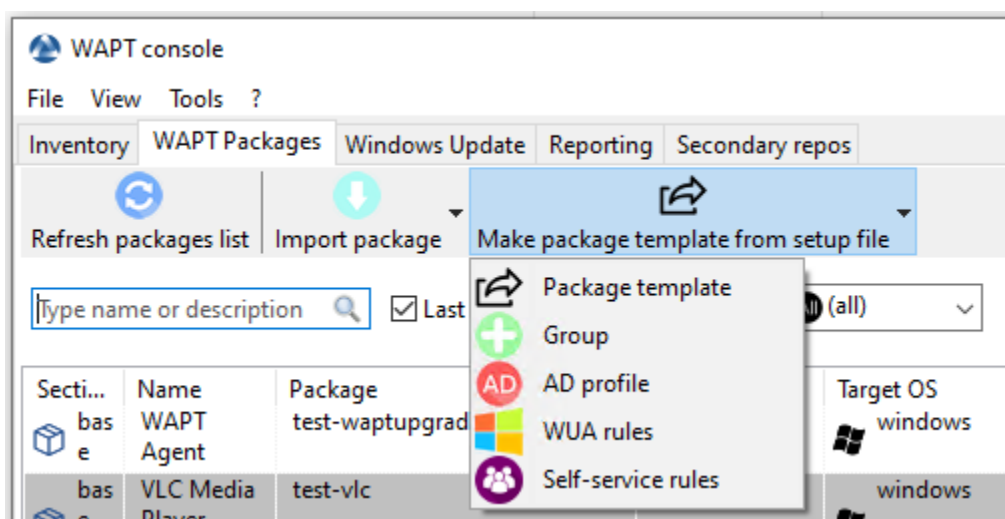 WAPT console
File View Tools ?
Inventory WAPT Packages Windows Update Reporting Secondary repos
Refresh packages list Import package Make package template from setup file
Type name or description Last (all)
Package template
Group
AD AD profile
WUA rules
Self-service rules
Secti... Name Package Target OS
bas WAPT test-waptupgrad windows
e Agent
bas VLC Media test-vlc windows